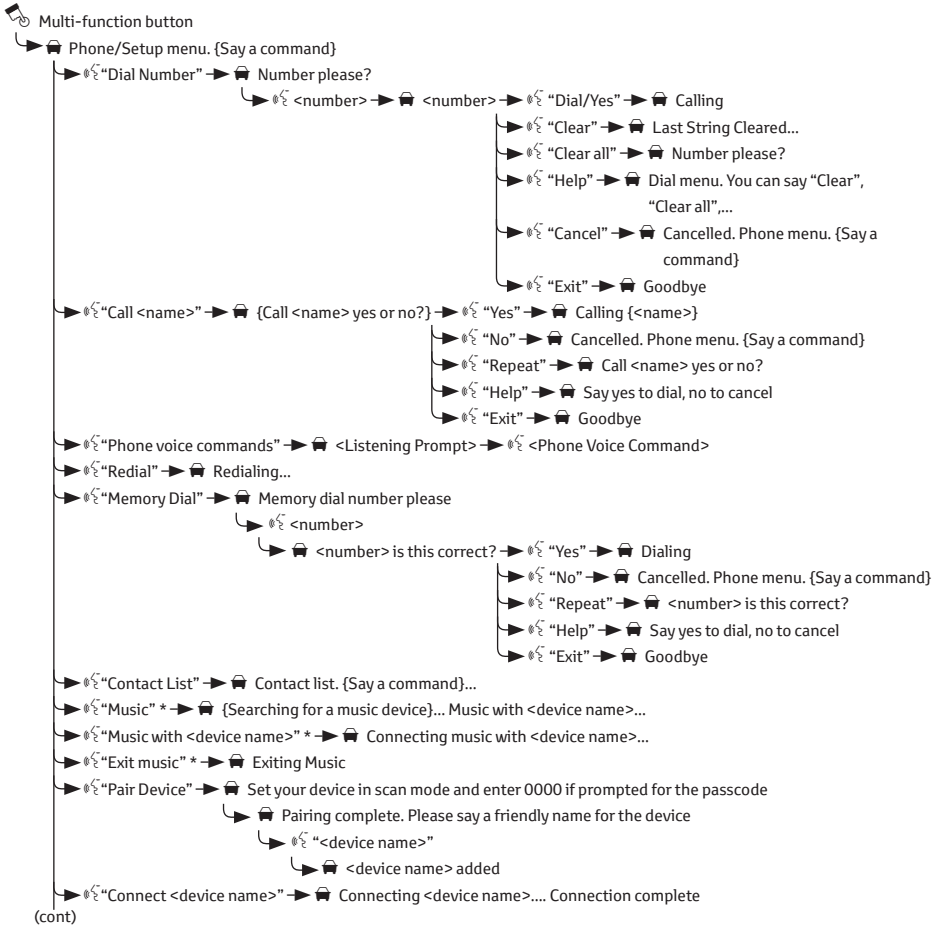 Multi-function button
Phone/Setup menu. {Say a command}
“Dial Number” Number please?
<number> <number> “Dial/Yes” Calling
“Clear” Last String Cleared...
“Clear all” Number please?
“Help” Dial menu. You can say “Clear”,
“Clear all”,...
“Cancel” Cancelled. Phone menu. {Say a
command}
“Exit” Goodbye
“Call <name>” {Call <name> yes or no?} “Yes” Calling {<name>}
“No” Cancelled. Phone menu. {Say a command}
“Repeat” Call <name> yes or no?
“Help” Say yes to dial, no to cancel
“Exit” Goodbye
“Phone voice commands” <Listening Prompt> <Phone Voice Command>
“Redial” Redialing...
“Memory Dial” Memory dial number please
<number>
<number> is this correct? “Yes” Dialing
“No” Cancelled. Phone menu. {Say a command}
“Repeat” <number> is this correct?
“Help” Say yes to dial, no to cancel
“Exit” Goodbye
“Contact List” Contact list. {Say a command}...
“Music” * {Searching for a music device}... Music with <device name>...
“Music with <device name>” * Connecting music with <device name>...
“Exit music” * Exiting Music
“Pair Device” Set your device in scan mode and enter 0000 if prompted for the passcode
Pairing complete. Please say a friendly name for the device
“<device name>”
<device name> added
“Connect <device name>” Connecting <device name>.... Connection complete
(cont)